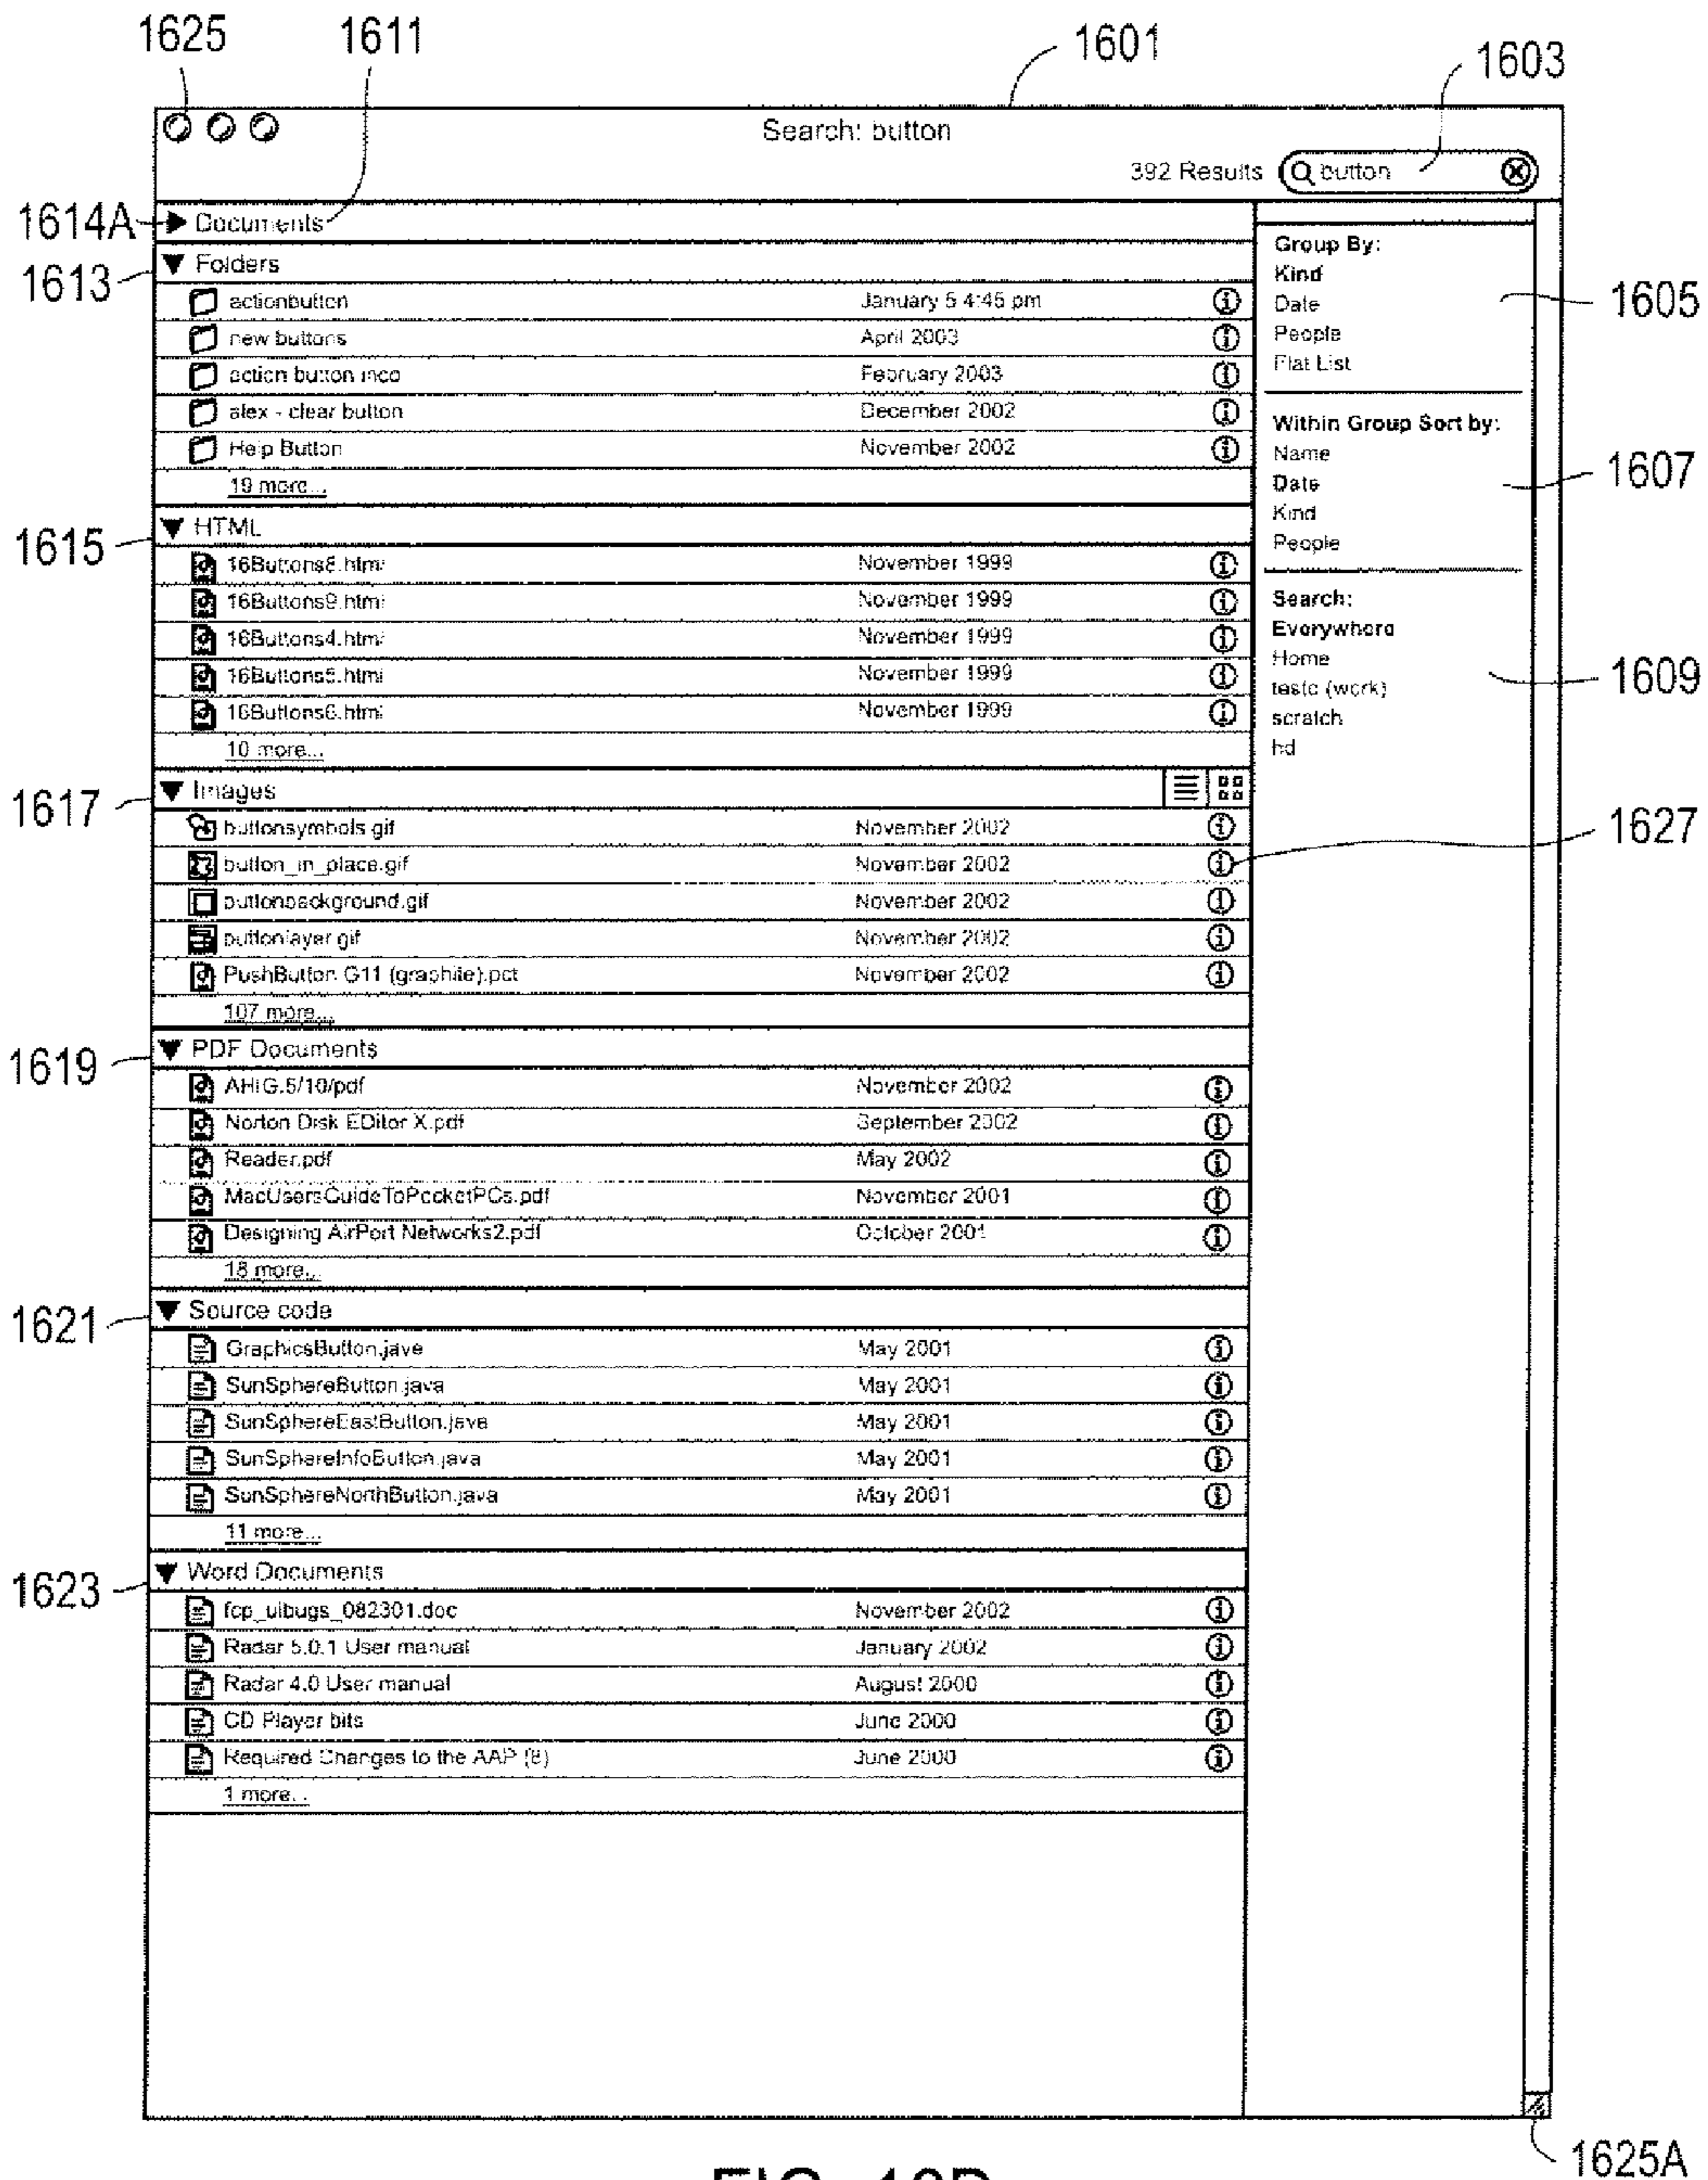 1625 1611 1601 1603
Search: button
392 Results button
1614A Documents
1613 Folders
actionbutton January 5 4:45 pm
new buttons April 2003
action button mcd February 2003
alex - clear button December 2002
Help Button November 2002
19 more...
Group By:
Kind
Date
People
Flat List
1605
Within Group Sort by:
Name
Date
Kind
People
1607
Search:
Everywhere
Home
(work)
scratch
hd
1609
1615 HTML
16Buttons8.html November 1999
16Buttons9.html November 1999
16Buttons4.html November 1999
16Buttons5.html November 1999
16Buttons6.html November 1999
10 more...
1617 Images
buttonsymbols.gif November 2002
button_in_place.gif November 2002
1627
buttonbackground.gif November 2002
buttonlayer.gif November 2002
PushButton G11 (graphite).pct November 2002
107 more...
1619 PDF Documents
AHIG.5/10/pdf November 2002
Norton Disk EDitor X.pdf September 2002
Reader.pdf May 2002
MacUsersGuideToPocketPCs.pdf November 2001
Designing AirPort Networks2.pdf October 2001
18 more...
1621 Source code
GraphicsButton.jave May 2001
SunSphereButton.java May 2001
SunSphereEastButton.java May 2001
SunSphereInfoButton.java May 2001
SunSphereNorthButton.java May 2001
11 more...
1623 Word Documents
fcp_uibugs_082301.doc November 2002
Radar 5.0.1 User manual January 2002
Radar 4.0 User manual August 2000
CD Player bits June 2000
Required Changes to the AAP (8) June 2000
1 more...
1625A